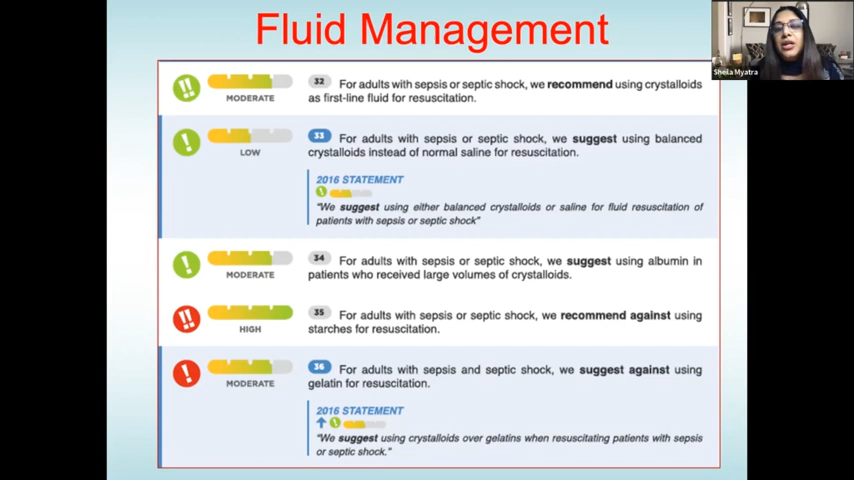 Fluid Management
Sheila Myatra
32 For adults with sepsis or septic shock, we recommend using crystalloids
MODERATE as first-line fluid for resuscitation.
33 For adults with sepsis or septic shock, we suggest using balanced
LOW crystalloids instead of normal saline for resuscitation.
2016 STATEMENT
"We suggest using either balanced crystalloids or saline for fluid resuscitation of
patients with sepsis or septic shock"
34 For adults with sepsis or septic shock, we suggest using albumin in
MODERATE patients who received large volumes of crystalloids.
35 For adults with sepsis or septic shock, we recommend against using
HIGH starches for resuscitation.
36 For adults with sepsis and septic shock, we suggest against using
MODERATE gelatin for resuscitation.
2016 STATEMENT
"We suggest using crystalloids over gelatins when resuscitating patients with sepsis
or septic shock."